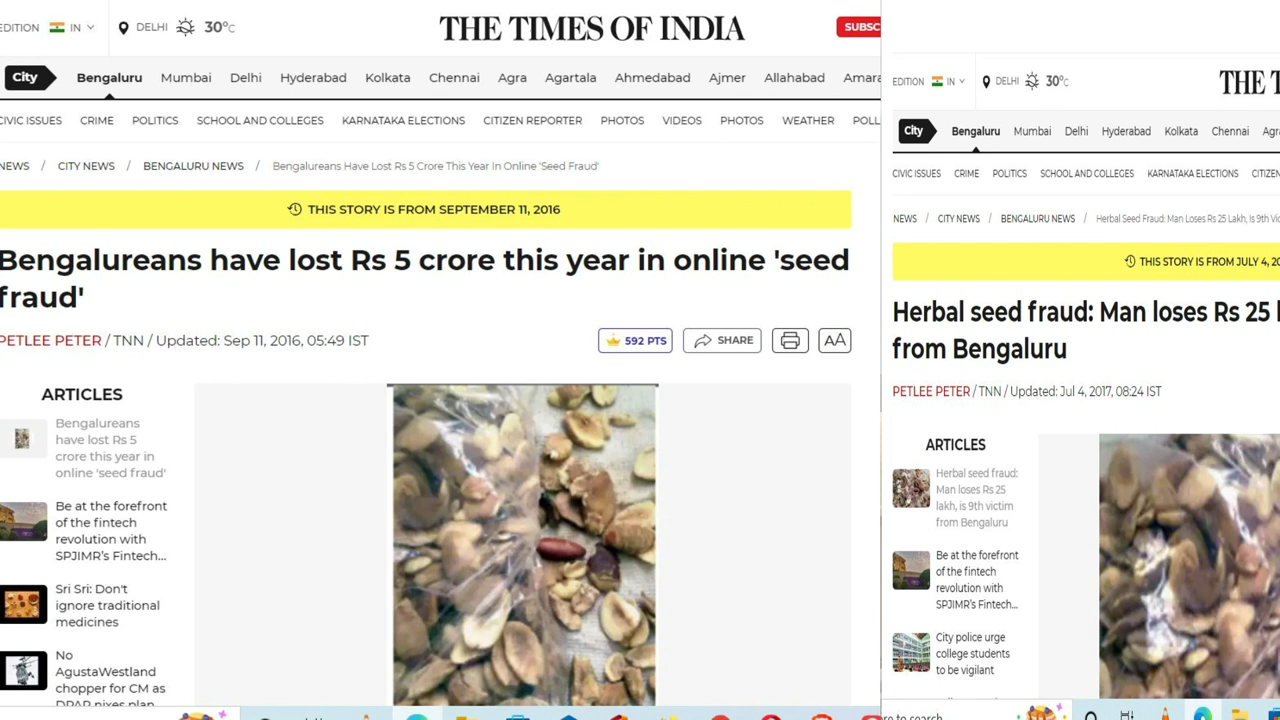 EDITION IN DELHI 30°C THE TIMES OF INDIA
City Bengaluru Mumbai Delhi Hyderabad Kolkata Chennai Agra Agartala Ahmedabad Ajmer Allahabad
CIVIC ISSUES CRIME POLITICS SCHOOL AND COLLEGES KARNATAKA ELECTIONS CITIZEN REPORTER PHOTOS VIDEOS PHOTOS WEATHER
NEWS / CITY NEWS / BENGALURU NEWS / Bengalureans Have Lost Rs 5 Crore This Year In Online 'Seed Fraud'
THIS STORY IS FROM SEPTEMBER 11, 2016
Bengalureans have lost Rs 5 crore this year in online 'seed
fraud'
PETLEE PETER / TNN / Updated: Sep 11, 2016, 05:49 IST
592 PTS SHARE AA
ARTICLES
Bengalureans
have lost Rs 5
crore this year in
online 'seed fraud'
Be at the forefront
of the fintech
revolution with
SPJIMR's Fintech...
Sri Sri: Don't
ignore traditional
medicines
No
AgustaWestland
chopper for CM as
DPAP nixes plan
EDITION IN DELHI 30°C THE
City Bengaluru Mumbai Delhi Hyderabad Kolkata Chennai
CIVIC ISSUES CRIME POLITICS SCHOOL AND COLLEGES KARNATAKA ELECTIONS
NEWS / CITY NEWS / BENGALURU NEWS / Herbal Seed Fraud: Man Loses Rs 25 Lakh, Is 9th
THIS STORY IS FROM JULY 4,
Herbal seed fraud: Man loses Rs 25
from Bengaluru
PETLEE PETER / TNN / Updated: Jul 4, 2017, 08:24 IST
ARTICLES
Herbal seed fraud:
Man loses Rs 25
lakh, is 9th victim
from Bengaluru
Be at the forefront
of the fintech
revolution with
SPJIMR's Fintech...
City police urge
college students
to be vigilant
to search